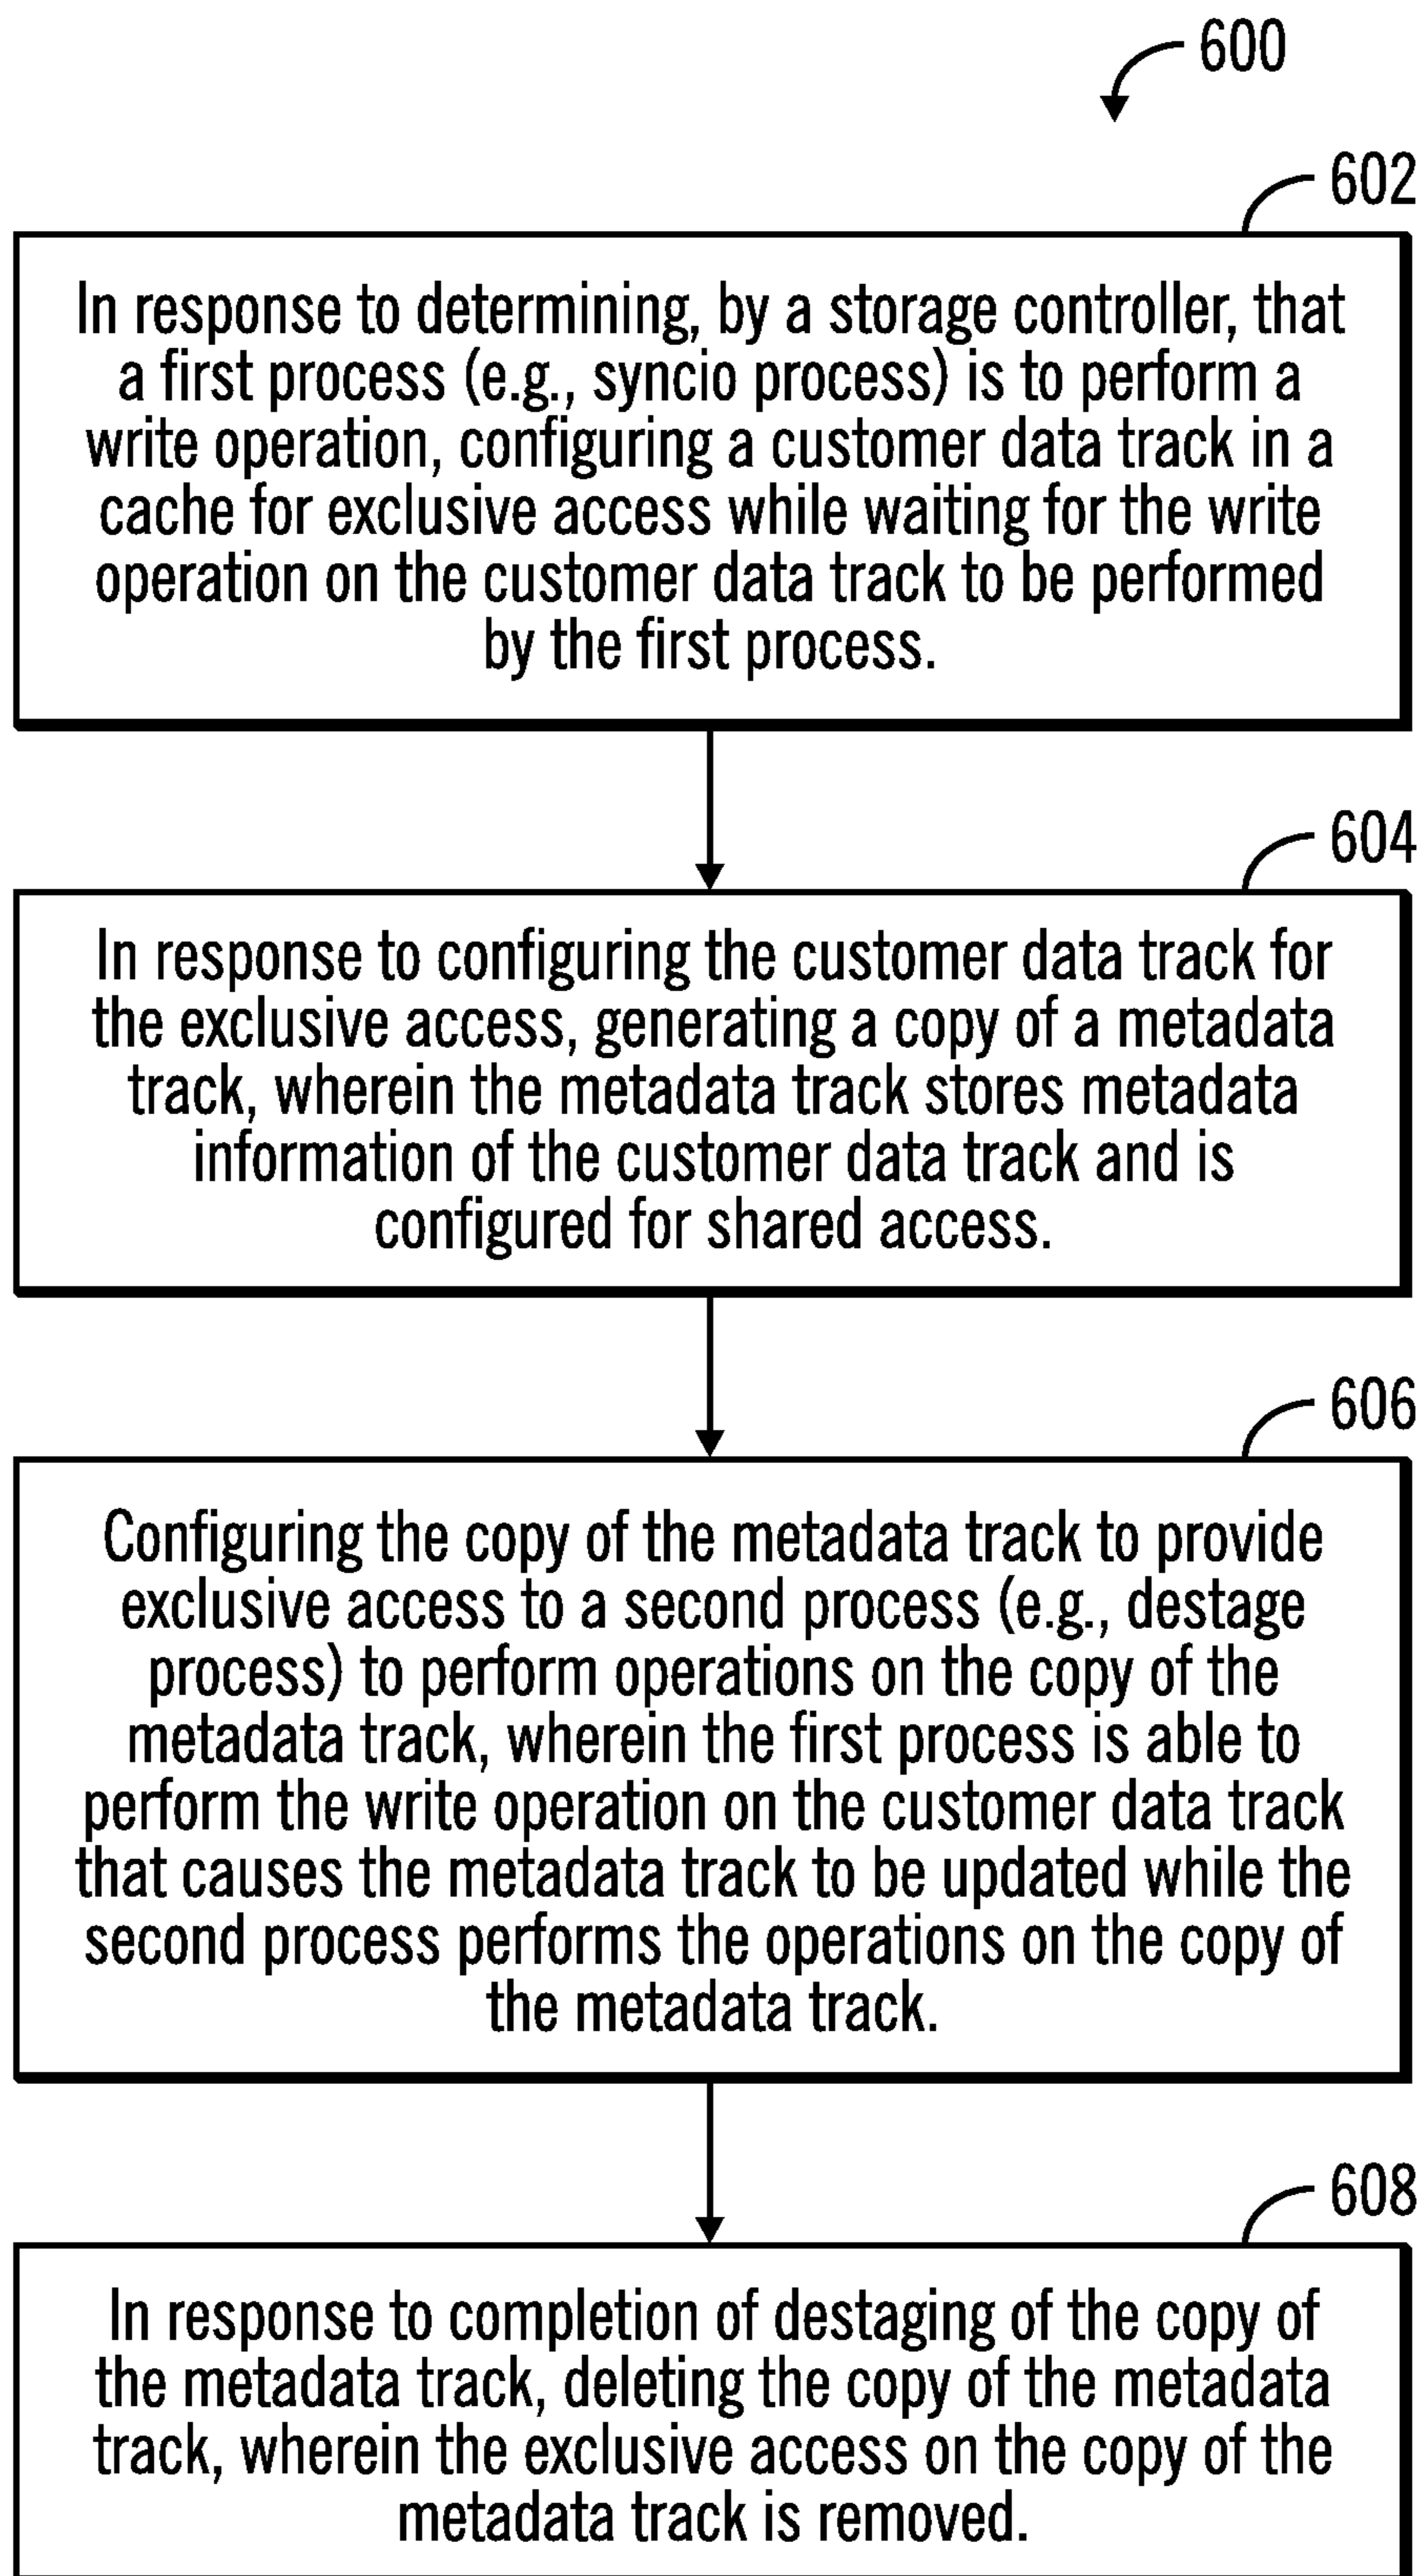 600
602
In response to determining, by a storage controller, that
a first process (e.g., syncio process) is to perform a
write operation, configuring a customer data track in a
cache for exclusive access while waiting for the write
operation on the customer data track to be performed
by the first process.
604
In response to configuring the customer data track for
the exclusive access, generating a copy of a metadata
track, wherein the metadata track stores metadata
information of the customer data track and is
configured for shared access.
606
Configuring the copy of the metadata track to provide
exclusive access to a second process (e.g., destage
process) to perform operations on the copy of the
metadata track, wherein the first process is able to
perform the write operation on the customer data track
that causes the metadata track to be updated while the
second process performs the operations on the copy of
the metadata track.
608
In response to completion of destaging of the copy of
the metadata track, deleting the copy of the metadata
track, wherein the exclusive access on the copy of the
metadata track is removed.